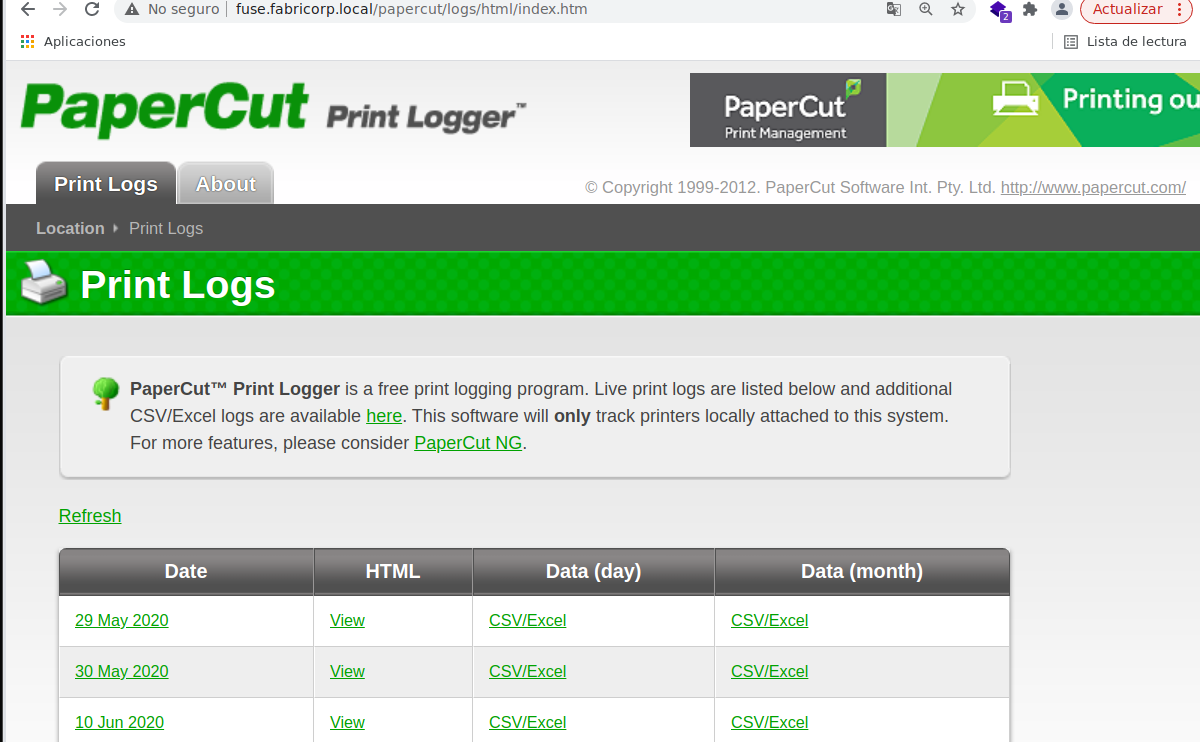 No seguro | fuse.fabricorp.local/papercut/logs/html/index.htm
2
Actualizar
Aplicaciones
Lista de lectura
PaperCut Print Logger™
PaperCut
Print Management
Printing ou
Print Logs
About
© Copyright 1999-2012. PaperCut Software Int. Pty. Ltd. http://www.papercut.com/
Location Print Logs
Print Logs
PaperCut™ Print Logger is a free print logging program. Live print logs are listed below and additional
CSV/Excel logs are available here. This software will only track printers locally attached to this system.
For more features, please consider PaperCut NG.
Refresh
Date HTML Data (day) Data (month)
29 May 2020 View CSV/Excel CSV/Excel
30 May 2020 View CSV/Excel CSV/Excel
10 Jun 2020 View CSV/Excel CSV/Excel